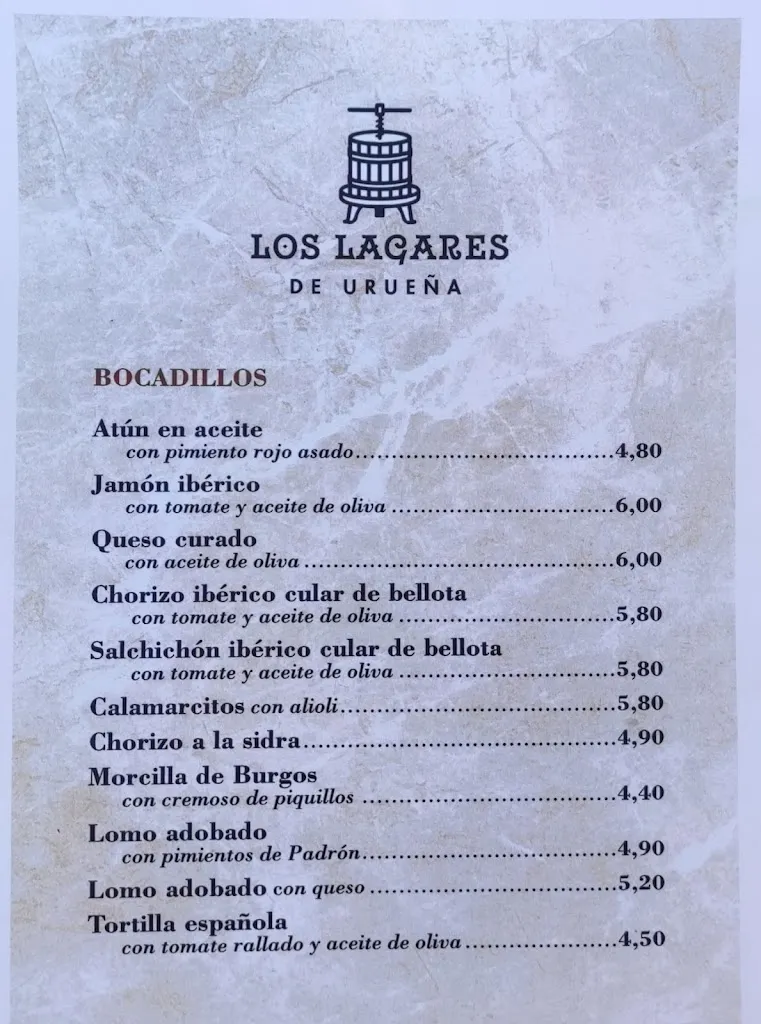 LOS LAGARES
DE URUEÑA
BOCADILLOS
Atún en aceite
con pimiento rojo asado..............................4,80
Jamón ibérico
con tomate y aceite de oliva ..............................6,00
Queso curado
con aceite de oliva ..............................6,00
Chorizo ibérico cular de bellota
con tomate y aceite de oliva ..............................5,80
Salchichón ibérico cular de bellota
con tomate y aceite de oliva ..............................5,80
Calamarcitos con alioli..............................5,80
Chorizo a la sidra..............................4,90
Morcilla de Burgos
con cremoso de piquillos ..............................4,40
Lomo adobado
con pimientos de Padrón..............................4,90
Lomo adobado con queso ..............................5,20
Tortilla española
con tomate rallado y aceite de oliva ....................4,50